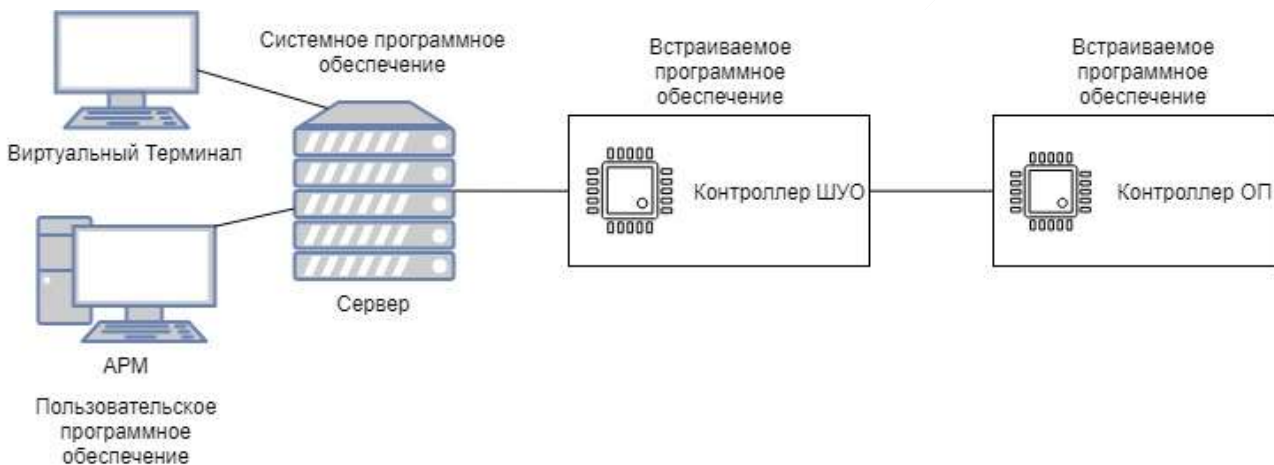 Системное программное
обеспечение
Виртуальный Терминал
Сервер
АРМ
Пользовательское
программное
обеспечение
Встраиваемое
программное
обеспечение
Контроллер ШУО
Встраиваемое
программное
обеспечение
Контроллер ОП